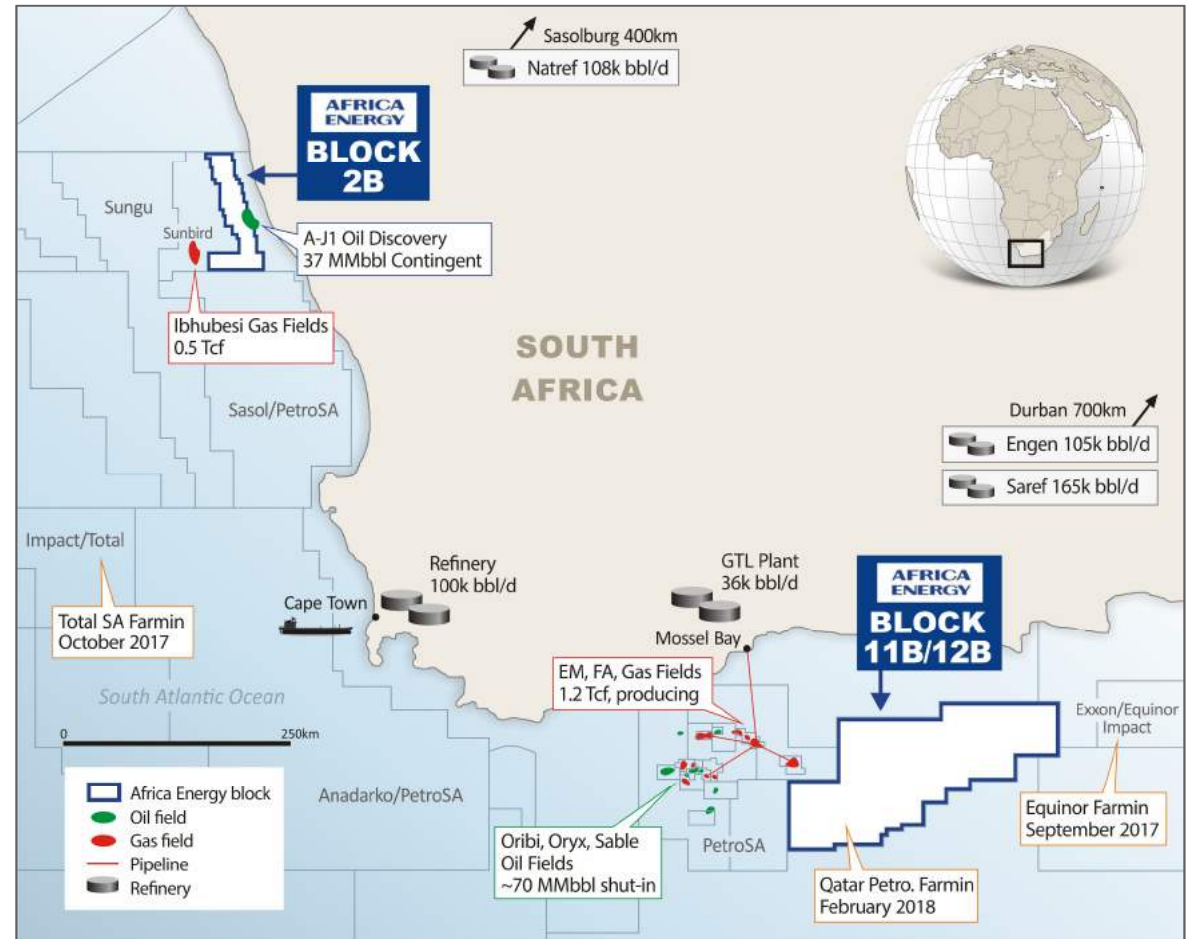 Sasolburg 400km
Natref 108k bbl/d
AFRICA
ENERGY
BLOCK
2B
Sungu
Sunbird
A-J1 Oil Discovery
37 MMbbl Contingent
Ibhubesi Gas Fields
0.5 Tcf
SOUTH
AFRICA
Sasol/PetroSA
Durban 700km
Engen 105k bbl/d
Saref 165k bbl/d
Impact/Total
Total SA Farmin
October 2017
Refinery
100k bbl/d
Cape Town
GTL Plant
36k bbl/d
Mossel Bay
AFRICA
ENERGY
BLOCK
11B/12B
EM, FA, Gas Fields
1.2 Tcf, producing
South Atlantic Ocean
0 250km
Exxon/Equinor
Impact
Equinor Farmin
September 2017
Africa Energy block
Oil field
Gas field
Pipeline
Refinery
Anadarko/PetroSA
Oribi, Oryx, Sable
Oil Fields
~70 MMbbl shut-in
PetroSA
Qatar Petro. Farmin
February 2018